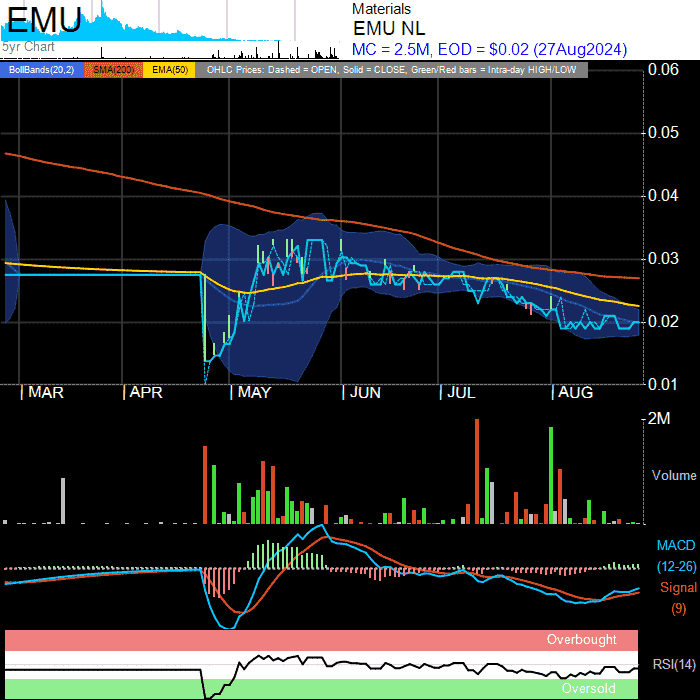 EMU
5yr Chart
Materials
EMU NL
MC = 2.5M, EOD = $0.02 (27Aug2024)
BollBands(20,2) SMA(200) EMA(50) OHLC Prices: Dashed = OPEN, Solid = CLOSE, Green/Red bars = Intra-day HIGH/LOW
0.06
0.05
0.04
0.03
0.02
0.01
| MAR | APR | MAY | JUN | JUL | AUG
2M
Volume
MACD
(12-26)
Signal
(9)
Overbought
RSI(14)
Oversold